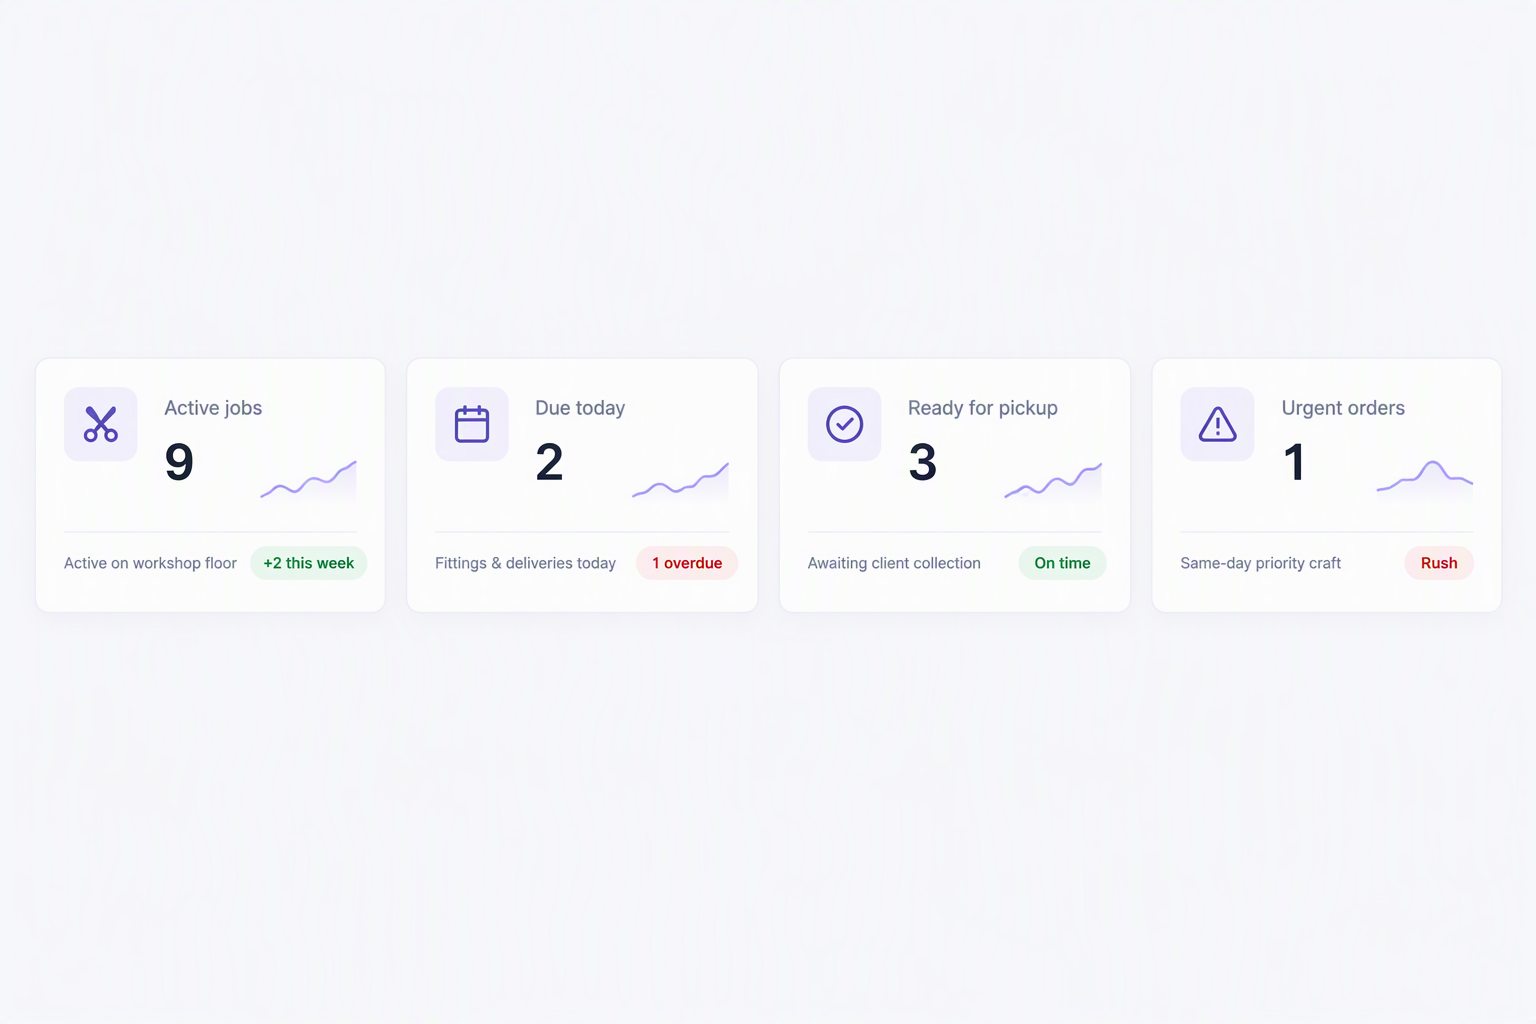 Active jobs
9
Active on workshop floor
+2 this week
Due today
2
Fittings & deliveries today
1 overdue
Ready for pickup
3
Awaiting client collection
On time
Urgent orders
1
Same-day priority craft
Rush